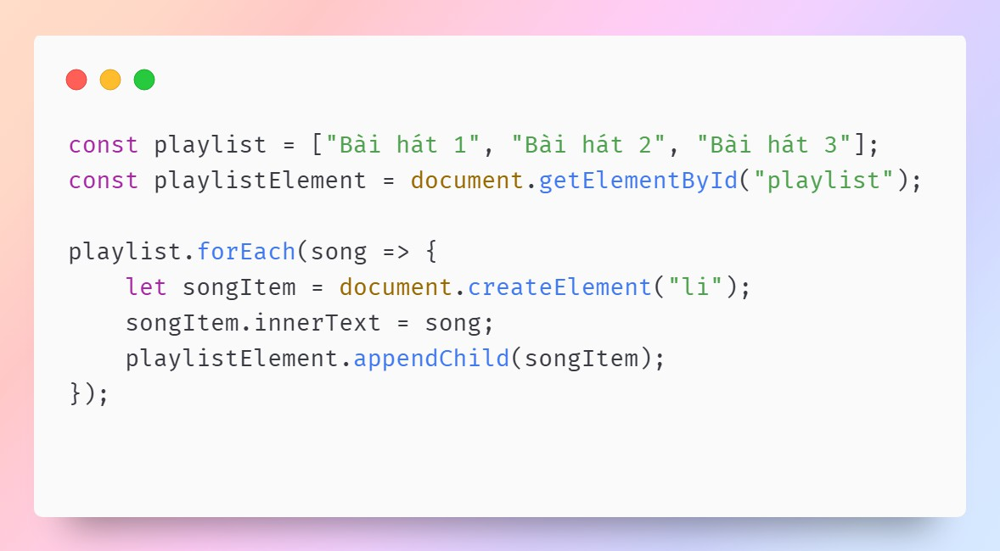 const playlist = ["Bài hát 1", "Bài hát 2", "Bài hát 3"];
const playlistElement = document.getElementById("playlist");

playlist.forEach(song => {
    let songItem = document.createElement("li");
    songItem.innerText = song;
    playlistElement.appendChild(songItem);
});